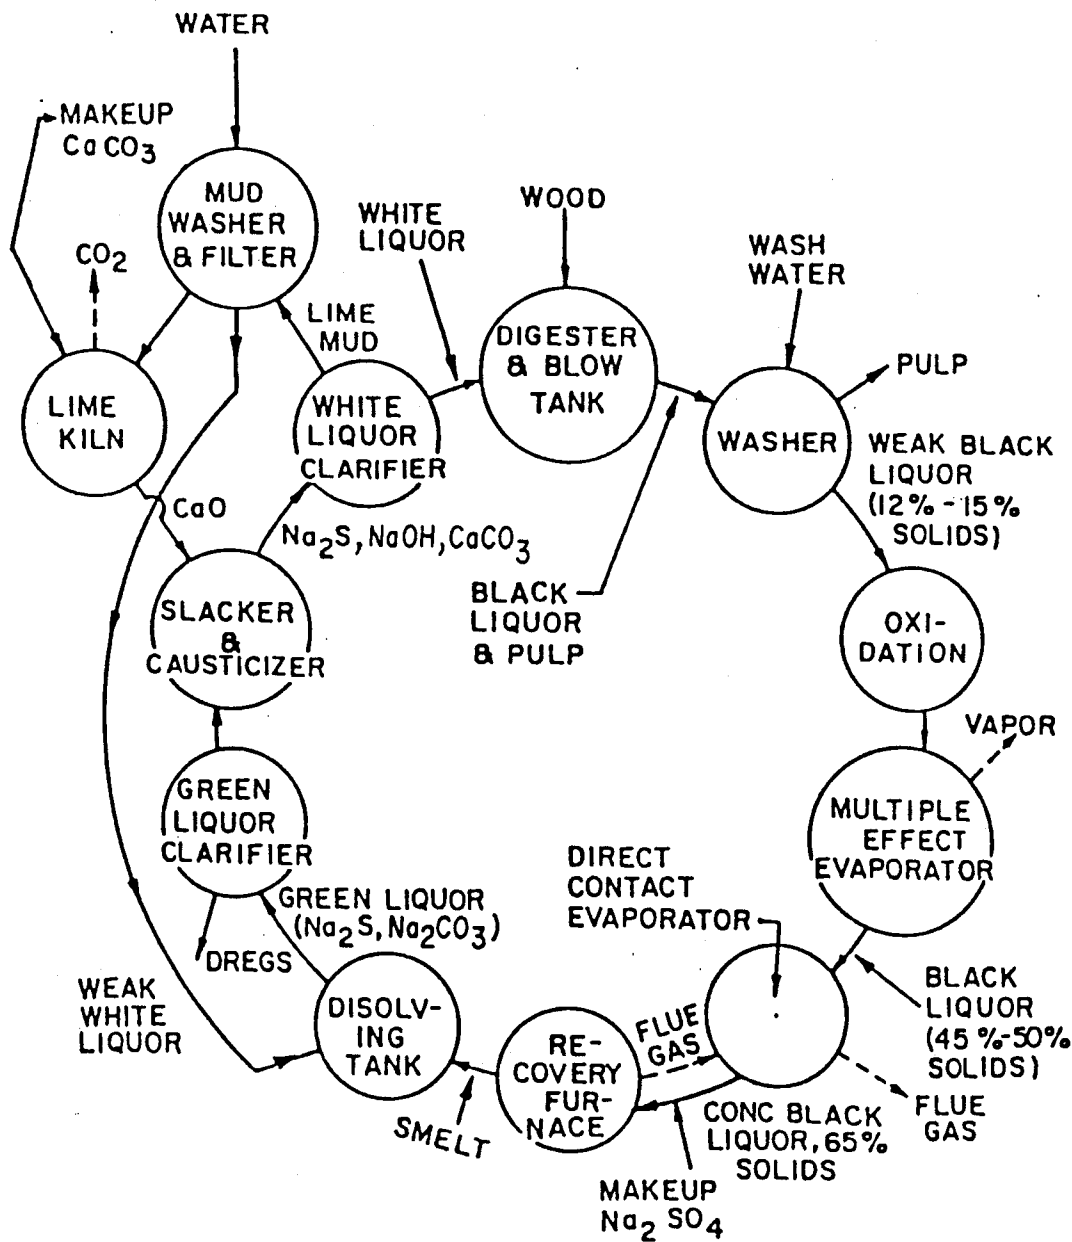 WATER
MAKEUP
CaCO3
MUD
WASHER
& FILTER
CO2
WHITE
LIQUOR
WOOD
WASH
WATER
LIME
MUD
DIGESTER
& BLOW
TANK
PULP
LIME
KILN
WHITE
LIQUOR
CLARIFIER
WASHER
WEAK BLACK
LIQUOR
(12%-15%
SOLIDS)
CaO
Na2S, NaOH, CaCO3
BLACK
LIQUOR
& PULP
SLACKER
&
CAUSTICIZER
OXI-
DATION
VAPOR
GREEN
LIQUOR
CLARIFIER
MULTIPLE
EFFECT
EVAPORATOR
DIRECT
CONTACT
EVAPORATOR
GREEN LIQUOR
(Na2S, Na2CO3)
DREGS
WEAK
WHITE
LIQUOR
DISOLV-
ING
TANK
FLUE
GAS
BLACK
LIQUOR
(45%-50%
SOLIDS)
RE-
COVERY
FUR-
NACE
SMELT
CONC BLACK
LIQUOR, 65%
SOLIDS
FLUE
GAS
MAKEUP
Na2 SO4